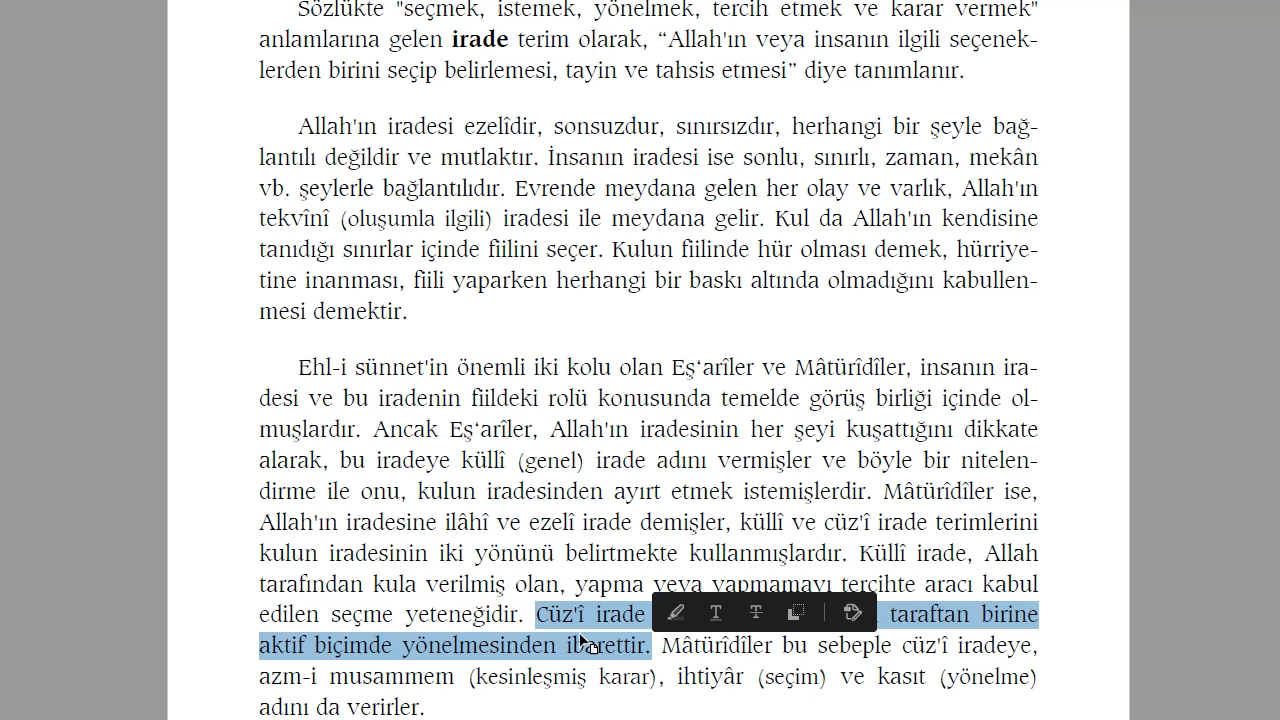 Sözlükte "seçmek, istemek, yönelmek, tercih etmek ve karar vermek"
anlamlarına gelen irade terim olarak, “Allah'ın veya insanın ilgili seçenek-
lerden birini seçip belirlemesi, tayin ve tahsis etmesi” diye tanımlanır.
Allah'ın iradesi ezelîdir, sonsuzdur, sınırsızdır, herhangi bir şeyle bağ-
lantılı değildir ve mutlaktır. İnsanın iradesi ise sonlu, sınırlı, zaman, mekân
vb. şeylerle bağlantılıdır. Evrende meydana gelen her olay ve varlık, Allah'ın
tekvînî (oluşumla ilgili) iradesi ile meydana gelir. Kul da Allah'ın kendisine
tanıdığı sınırlar içinde fiilini seçer. Kulun fiilinde hür olması demek, hürriye-
tine inanması, fiili yaparken herhangi bir baskı altında olmadığını kabullen-
mesi demektir.
Ehl-i sünnet'in önemli iki kolu olan Eş‘arîler ve Mâtürîdîler, insanın ira-
desi ve bu iradenin fiildeki rolü konusunda temelde görüş birliği içinde ol-
muşlardır. Ancak Eş‘arîler, Allah'ın iradesinin her şeyi kuşattığını dikkate
alarak, bu iradeye küllî (genel) irade adını vermişler ve böyle bir nitelen-
dirme ile onu, kulun iradesinden ayırt etmek istemişlerdir. Mâtürîdîler ise,
Allah'ın iradesine ilâhî ve ezelî irade demişler, küllî ve cüz'î irade terimlerini
kulun iradesinin iki yönünü belirtmekte kullanmışlardır. Küllî irade, Allah
tarafından kula verilmiş olan, yapma veya yapmamayı tercihte aracı kabul
edilen seçme yeteneğidir. Cüz'î irade taraftan birine
aktif biçimde yönelmesinden ibarettir. Mâtürîdîler bu sebeple cüz'î iradeye,
azm-i musammem (kesinleşmiş karar), ihtiyâr (seçim) ve kasıt (yönelme)
adını da verirler.